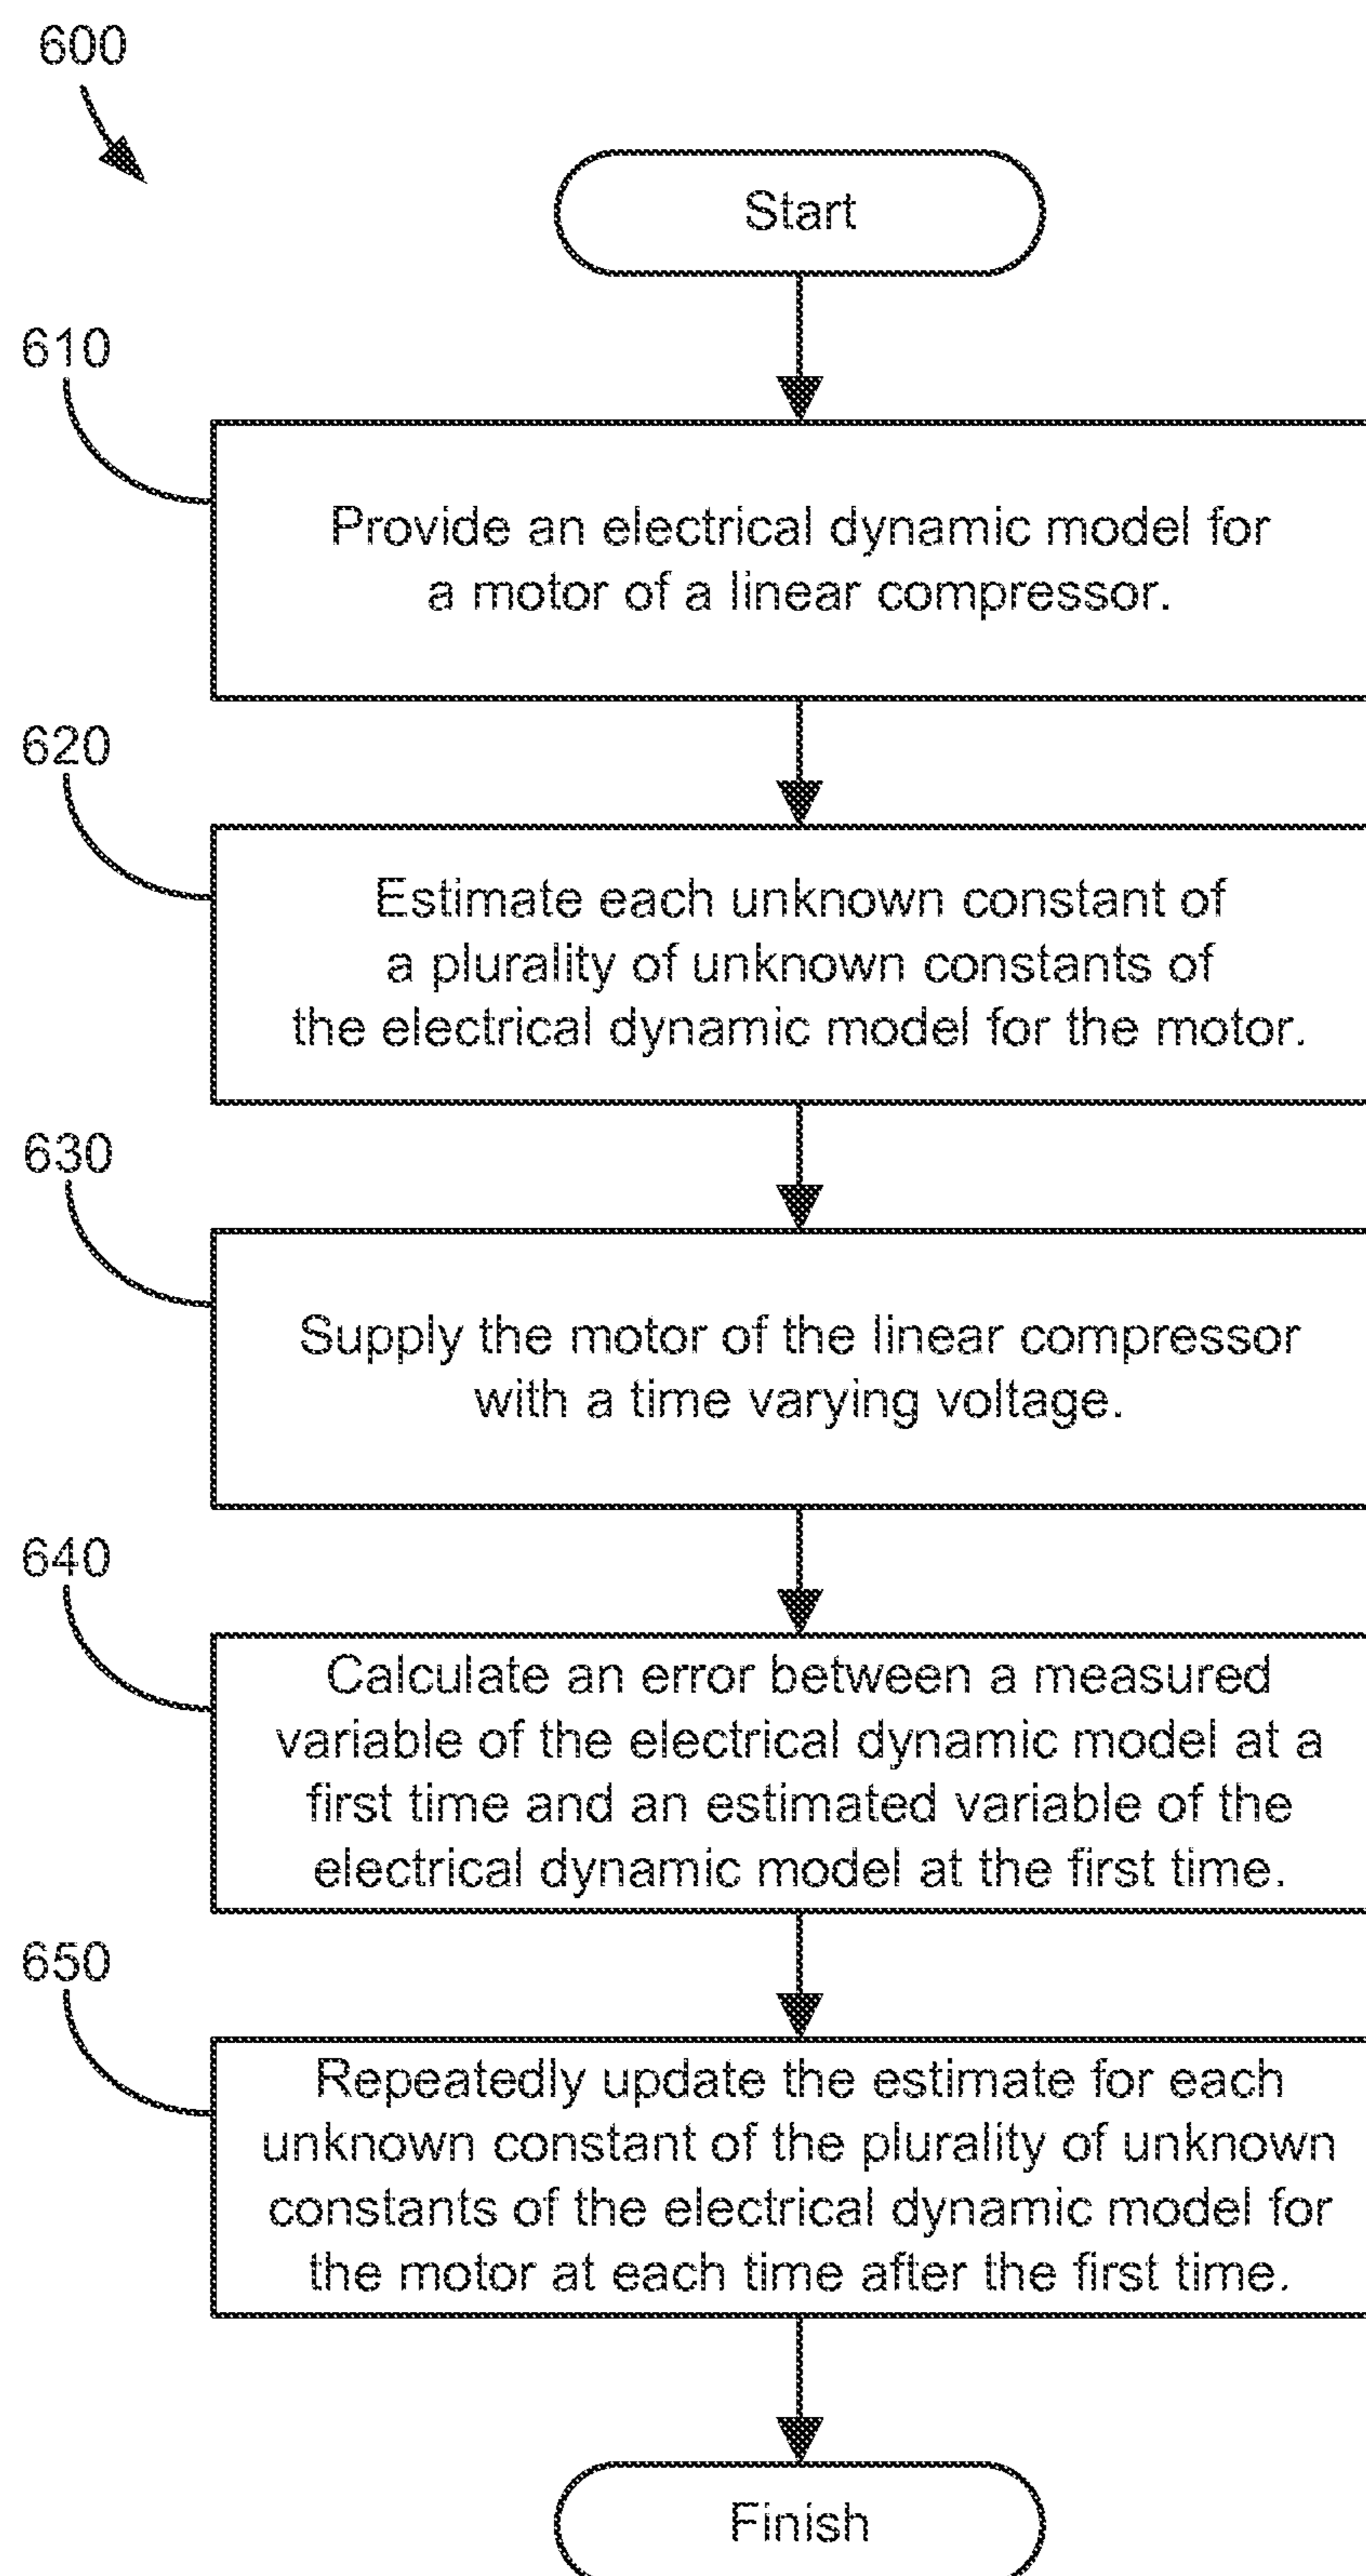 600
Start
610
Provide an electrical dynamic model for
a motor of a linear compressor.
620
Estimate each unknown constant of
a plurality of unknown constants of
the electrical dynamic model for the motor.
630
Supply the motor of the linear compressor
with a time varying voltage.
640
Calculate an error between a measured
variable of the electrical dynamic model at a
first time and an estimated variable of the
electrical dynamic model at the first time.
650
Repeatedly update the estimate for each
unknown constant of the plurality of unknown
constants of the electrical dynamic model for
the motor at each time after the first time.
Finish